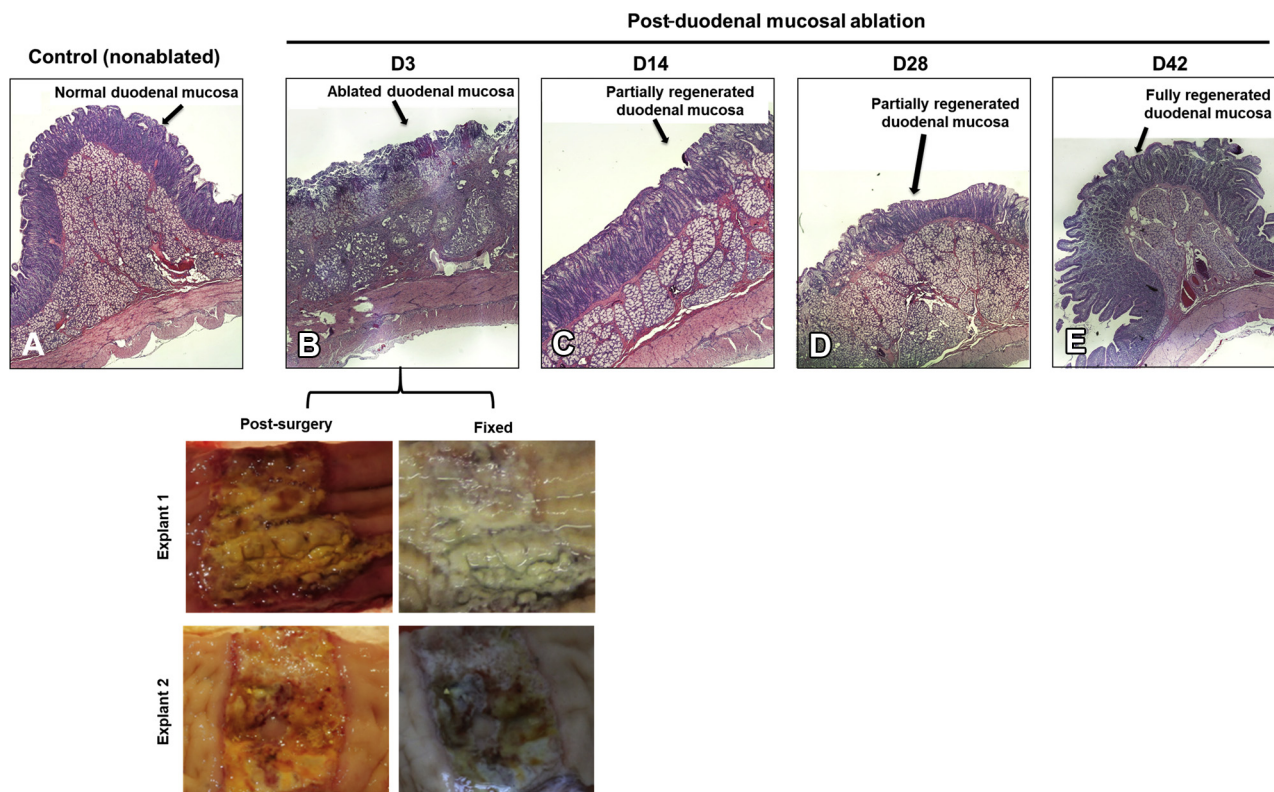 Post-duodenal mucosal ablation
Control (nonablated)
D3
D14
D28
D42
Normal duodenal mucosa
Ablated duodenal mucosa
Partially regenerated
duodenal mucosa
Partially regenerated
duodenal mucosa
Fully regenerated
duodenal mucosa
A
B
C
D
E
Post-surgery
Fixed
Explant 1
Explant 2